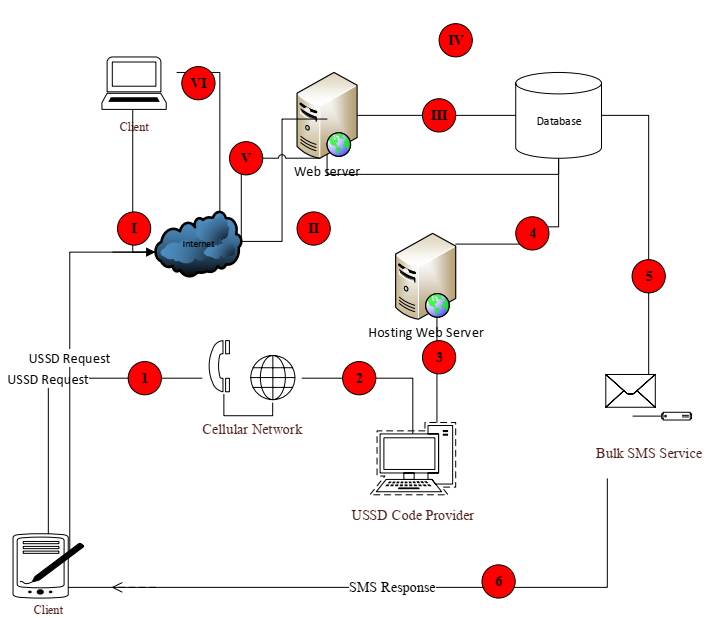 IV
VI
Client
III
Database
V
Web server
I
Internet
II
4
5
Hosting Web Server
USSD Request
3
USSD Request
1
2
Cellular Network
Bulk SMS Service
USSD Code Provider
SMS Response
6
Client